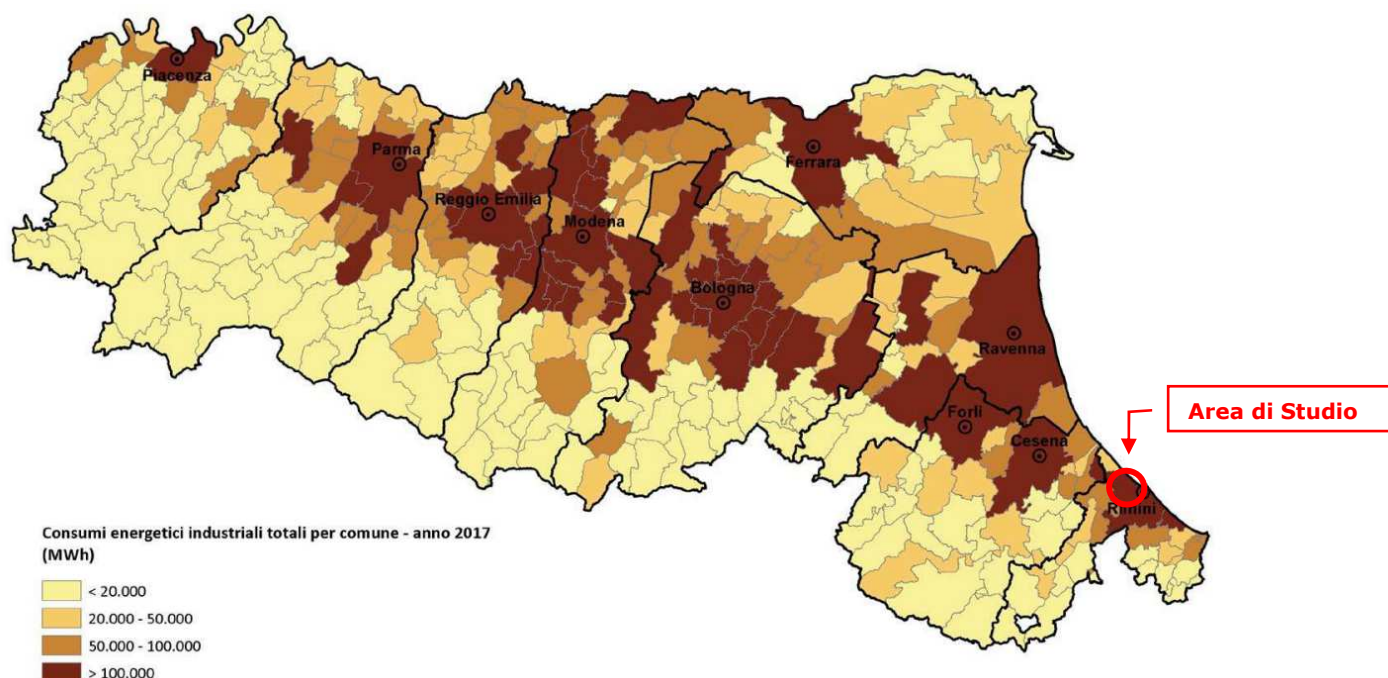 Piacenza
Parma
Reggio Emilia
Modena
Ferrara
Bologna
Ravenna
Area di Studio
Forlì
Cesena
Rimini
Consumi energetici industriali totali per comune - anno 2017
(MWh)
< 20.000
20.000 - 50.000
50.000 - 100.000
> 100.000